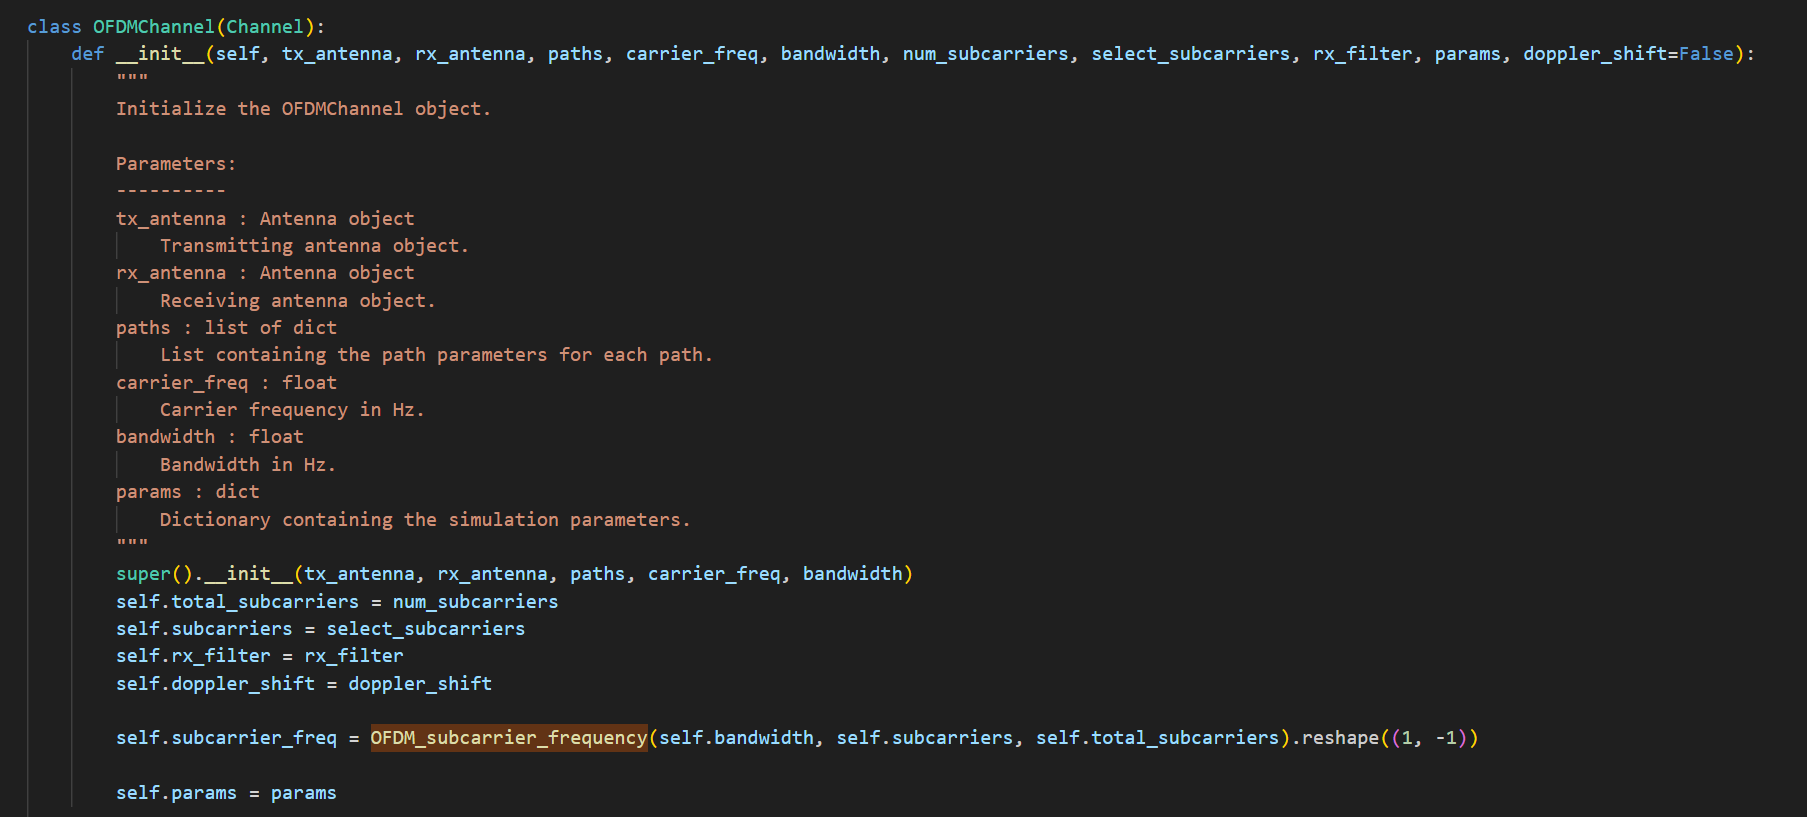 class OFDMChannel(Channel):
    def __init__(self, tx_antenna, rx_antenna, paths, carrier_freq, bandwidth, num_subcarriers, select_subcarriers, rx_filter, params, doppler_shift=False):
        """
        Initialize the OFDMChannel object.

        Parameters:
        ----------
        tx_antenna : Antenna object
            Transmitting antenna object.
        rx_antenna : Antenna object
            Receiving antenna object.
        paths : list of dict
            List containing the path parameters for each path.
        carrier_freq : float
            Carrier frequency in Hz.
        bandwidth : float
            Bandwidth in Hz.
        params : dict
            Dictionary containing the simulation parameters.
        """
        super().__init__(tx_antenna, rx_antenna, paths, carrier_freq, bandwidth)
        self.total_subcarriers = num_subcarriers
        self.subcarriers = select_subcarriers
        self.rx_filter = rx_filter
        self.doppler_shift = doppler_shift

        self.subcarrier_freq = OFDM_subcarrier_frequency(self.bandwidth, self.subcarriers, self.total_subcarriers).reshape((1, -1))

        self.params = params